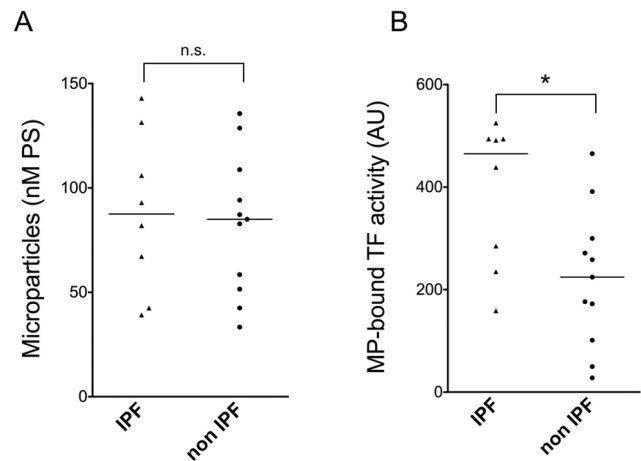 A
n.s.
150
100
50
0
Microparticles (nM PS)
IPF
non IPF
B
*
600
400
200
0
MP-bound TF activity (AU)
IPF
non IPF